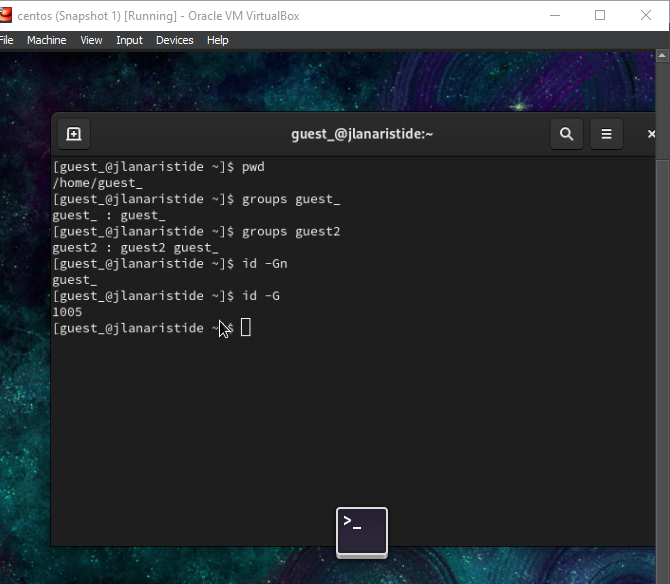 centos (Snapshot 1) [Running] - Oracle VM VirtualBox
File Machine View Input Devices Help
guest_@jlanaristide:~
[guest_@jlanaristide ~]$ pwd
/home/guest_
[guest_@jlanaristide ~]$ groups guest_
guest_ : guest_
[guest_@jlanaristide ~]$ groups guest2
guest2 : guest2 guest_
[guest_@jlanaristide ~]$ id -Gn
guest_
[guest_@jlanaristide ~]$ id -G
1005
[guest_@jlanaristide ~]$
>_